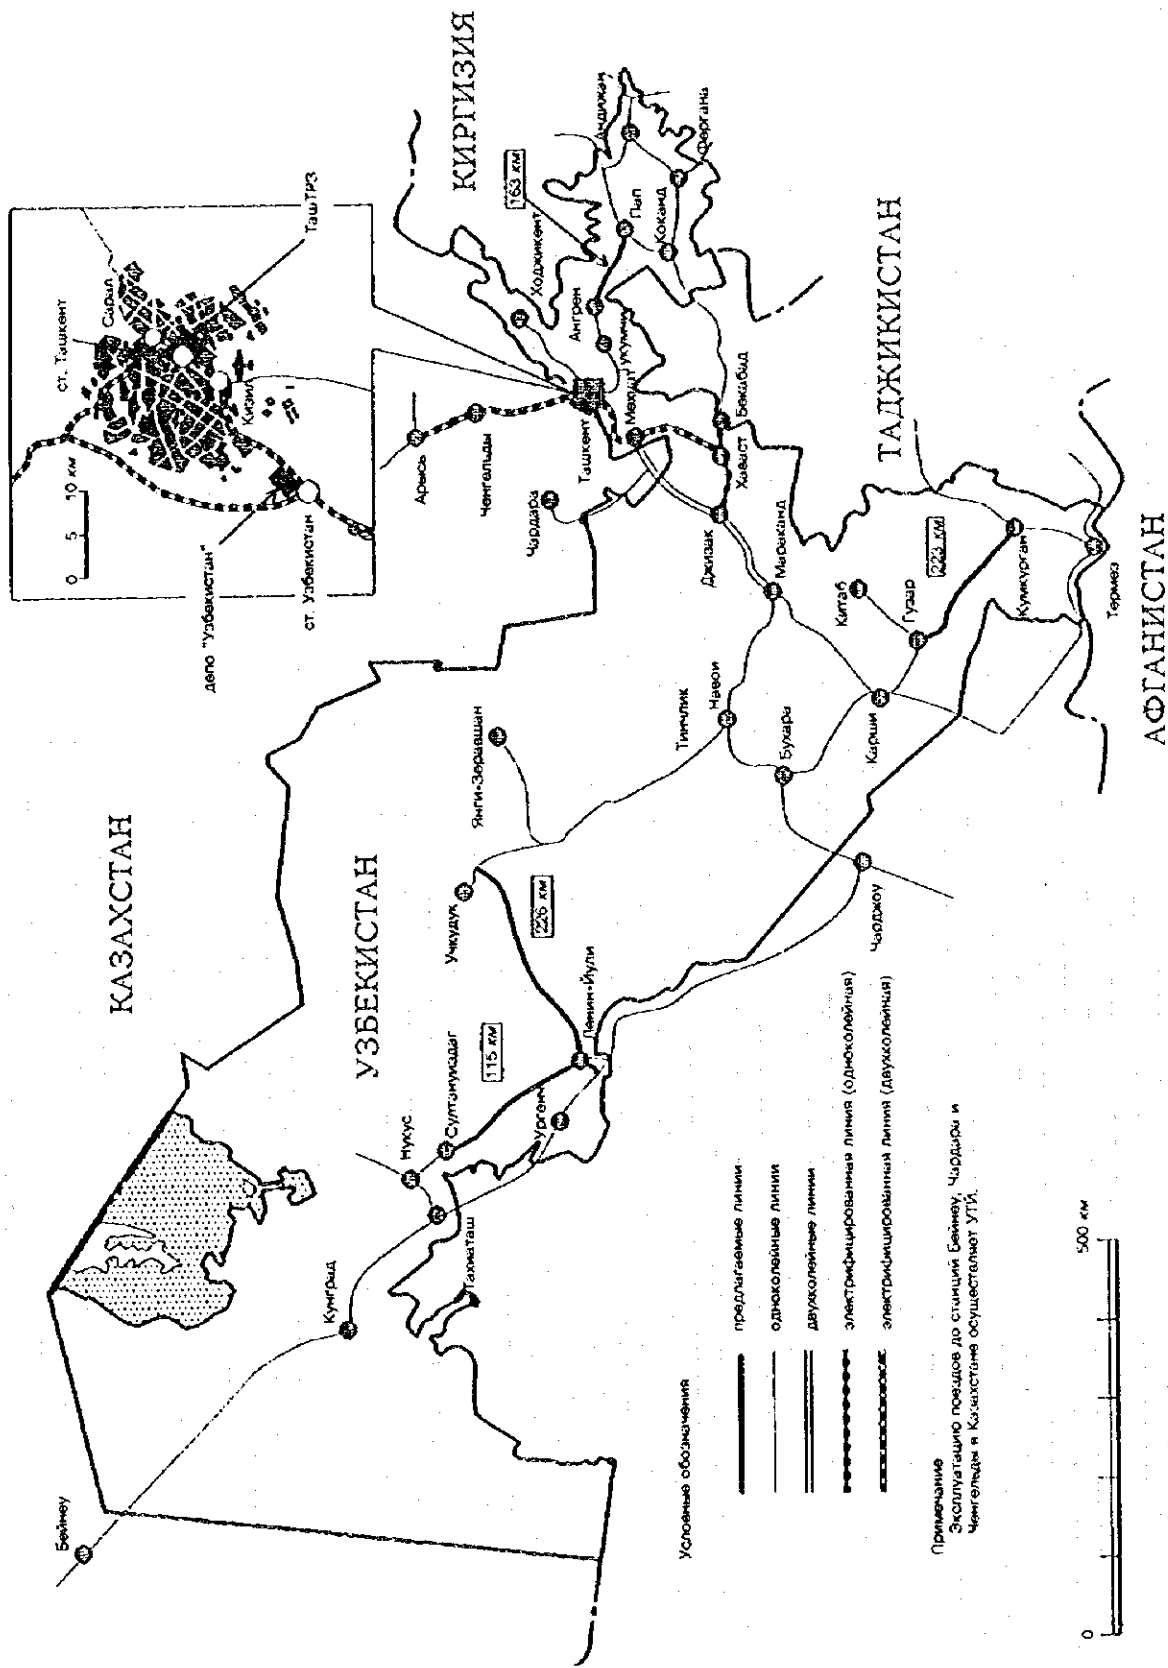 КАЗАХСТАН
УЗБЕКИСТАН
КИРГИЗИЯ
ТАДЖИКИСТАН
АФГАНИСТАН
0 5 10 км
ст. Ташкент
Сарал
ТашТРЗ
Кизил
депо "Узбекистан"
ст. Узбекистан
Бейнеу
Кунград
Тахиаташ
Нукус
Султануиздаг
115 км
Ургенч
Ленин-Йули
Учкудук
226 км
Янги-Зеравшан
Тинчлик
Навои
Бухара
Чарджоу
Карши
Китаб
Гузар
223 км
Кумкурган
Термез
Мараканд
Джизак
Хаваст
Бекабад
Чардара
Арысь
Ченгельды
Ташкент
Ходжикент
Ангрен
163 км
Пап
Коканд
Андижан
Фергана
Условные обозначения
предлагаемые линии
одноколейные линии
двухколейные линии
электрифицированная линия (одноколейная)
электрифицированная линия (двухколейная)
Примечание
Эксплуатацию поездов до станций Бейнеу, Чардара и
Ченгельды в Казахстане осуществляют УТЙ.
0 500 км